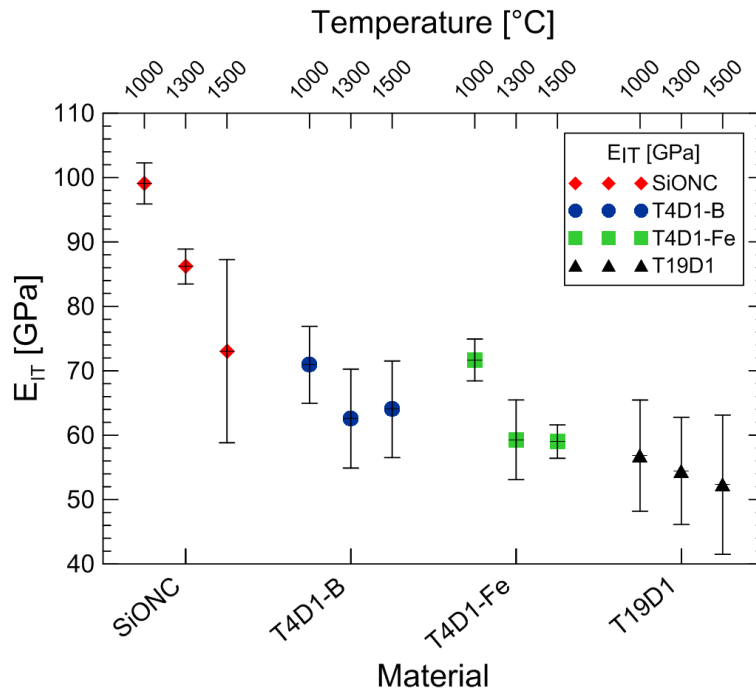 Temperature [°C]
1000 1300 1500 1000 1300 1500 1000 1300 1500 1000 1300 1500
110
100
90
80
70
60
50
40
E_IT [GPa]
E_IT [GPa]
SiONC
T4D1-B
T4D1-Fe
T19D1
SiONC T4D1-B T4D1-Fe T19D1
Material